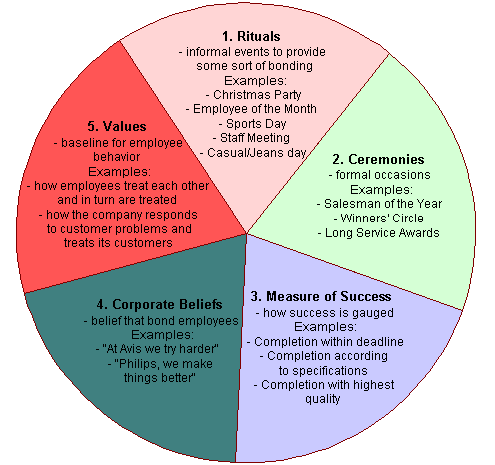 1. Rituals
- informal events to provide
some sort of bonding
Examples:
- Christmas Party
- Employee of the Month
- Sports Day
- Staff Meeting
- Casual/Jeans day
2. Ceremonies
- formal occasions
Examples:
- Salesman of the Year
- Winners' Circle
- Long Service Awards
3. Measure of Success
- how success is gauged
Examples:
- Completion within deadline
- Completion according
to specifications
- Completion with highest
quality
4. Corporate Beliefs
- belief that bond employees
Examples:
- "At Avis we try harder"
- "Philips, we make
things better"
5. Values
- baseline for employee
behavior
Examples:
- how employees treat each other
and in turn are treated
- how the company responds
to customer problems and
treats its customers